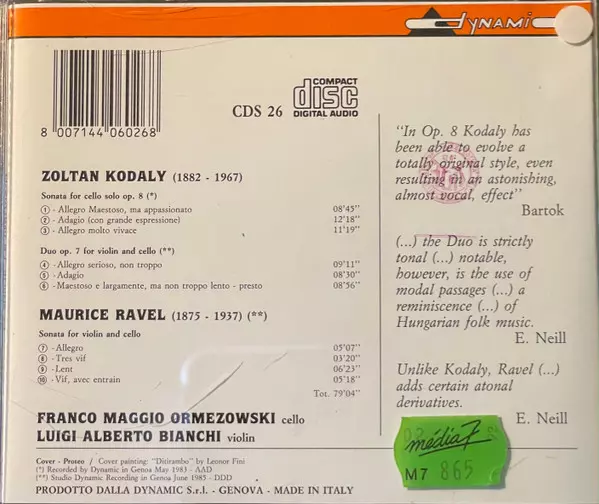 DYNAMIC
COMPACT
disc
DIGITAL AUDIO
CDS 26
8 007144 060268
ZOLTAN KODALY (1882 - 1967)
Sonata for cello solo op. 8 (*)
① - Allegro Maestoso, ma appassionato 08'45"
② - Adagio (con grande espressione) 12'18"
③ - Allegro molto vivace 11'19"
Duo op. 7 for violin and cello (**)
④ - Allegro serioso, non troppo 09'11"
⑤ - Adagio 08'30"
⑥ - Maestoso e largamente, ma non troppo lento - presto 08'56"
MAURICE RAVEL (1875 - 1937) (**)
Sonata for violin and cello
⑦ - Allegro 05'07"
⑧ - Tres vif 03'20"
⑨ - Lent 06'23"
⑩ - Vif, avec entrain 05'18"
Tot. 79'04"
FRANCO MAGGIO ORMEZOWSKI cello
LUIGI ALBERTO BIANCHI violin
Cover - Proseo / Cover painting: "Ditirambo" by Leonor Fini
(*) Recorded by Dynamic in Genoa May 1983 - AAD
(**) Studio Dynamic Recording in Genoa June 1985 - DDD
PRODOTTO DALLA DYNAMIC S.r.l. - GENOVA - MADE IN ITALY
"In Op. 8 Kodaly has
been able to evolve a
totally original style, even
resulting in an astonishing,
almost vocal, effect"
Bartok
(...) the Duo is strictly
tonal (...) notable,
however, is the use of
modal passages (...) a
reminiscence (...) of
Hungarian folk music.
E. Neill
Unlike Kodaly, Ravel (...)
adds certain atonal
derivatives.
E. Neill
média7
M7 865